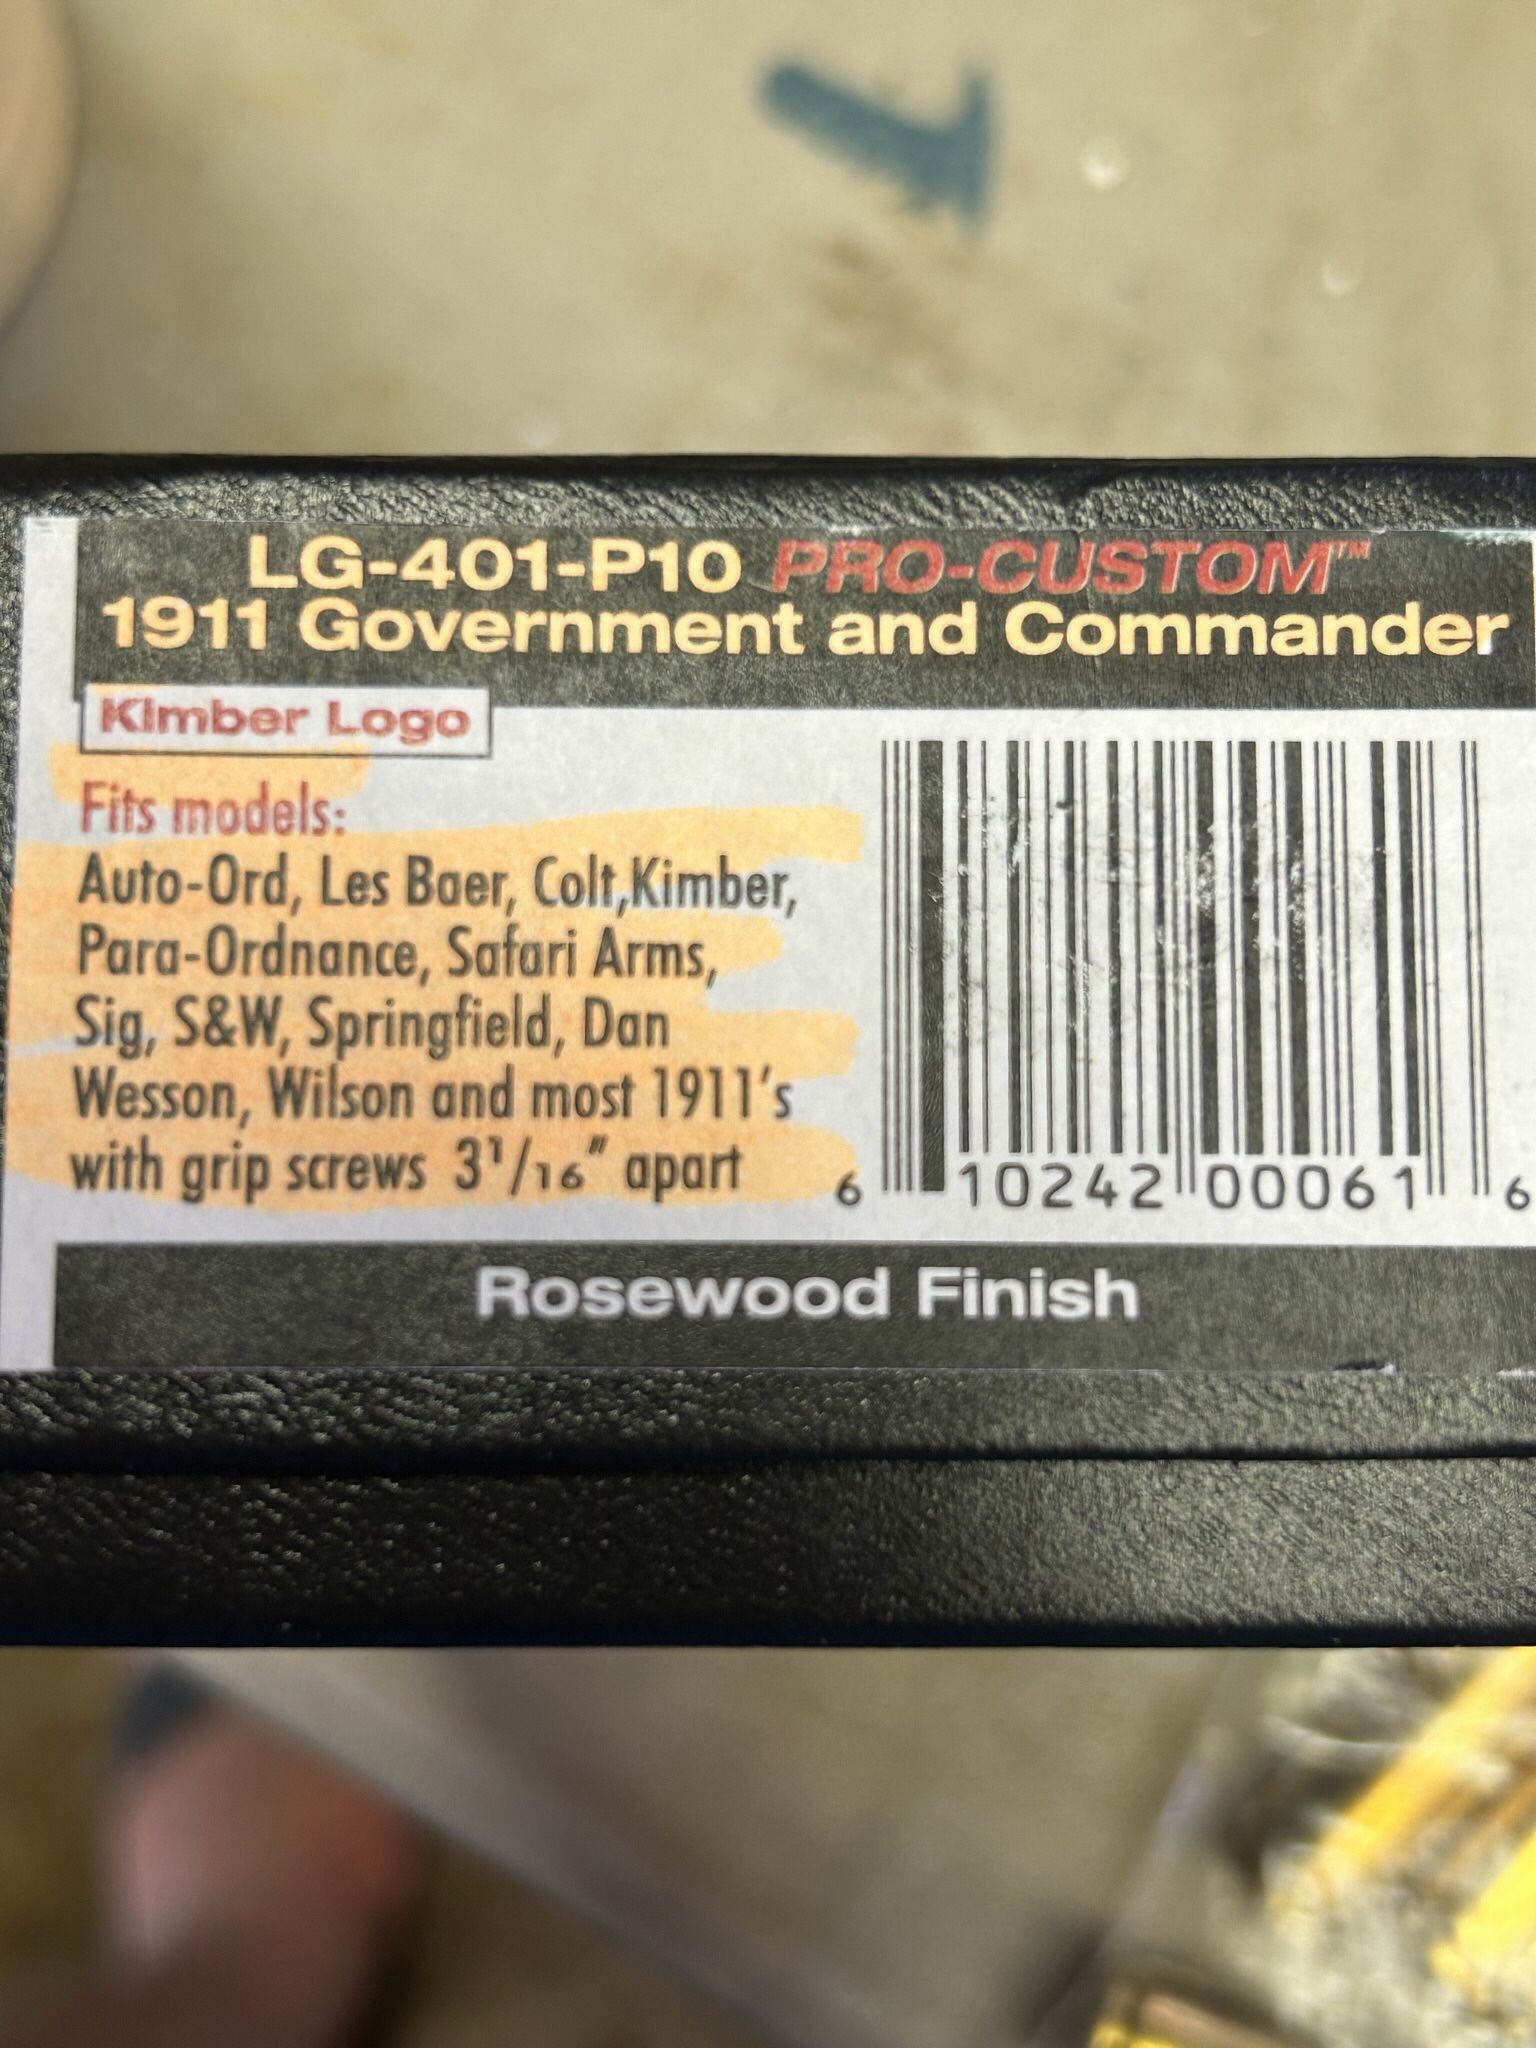 LG-401-P10 PRO-CUSTOM™
1911 Government and Commander
Kimber Logo
Fits models:
Auto-Ord, Les Baer, Colt,Kimber,
Para-Ordnance, Safari Arms,
Sig, S&W, Springfield, Dan
Wesson, Wilson and most 1911's
with grip screws 3 1/16" apart
6 10242 00061 6
Rosewood Finish